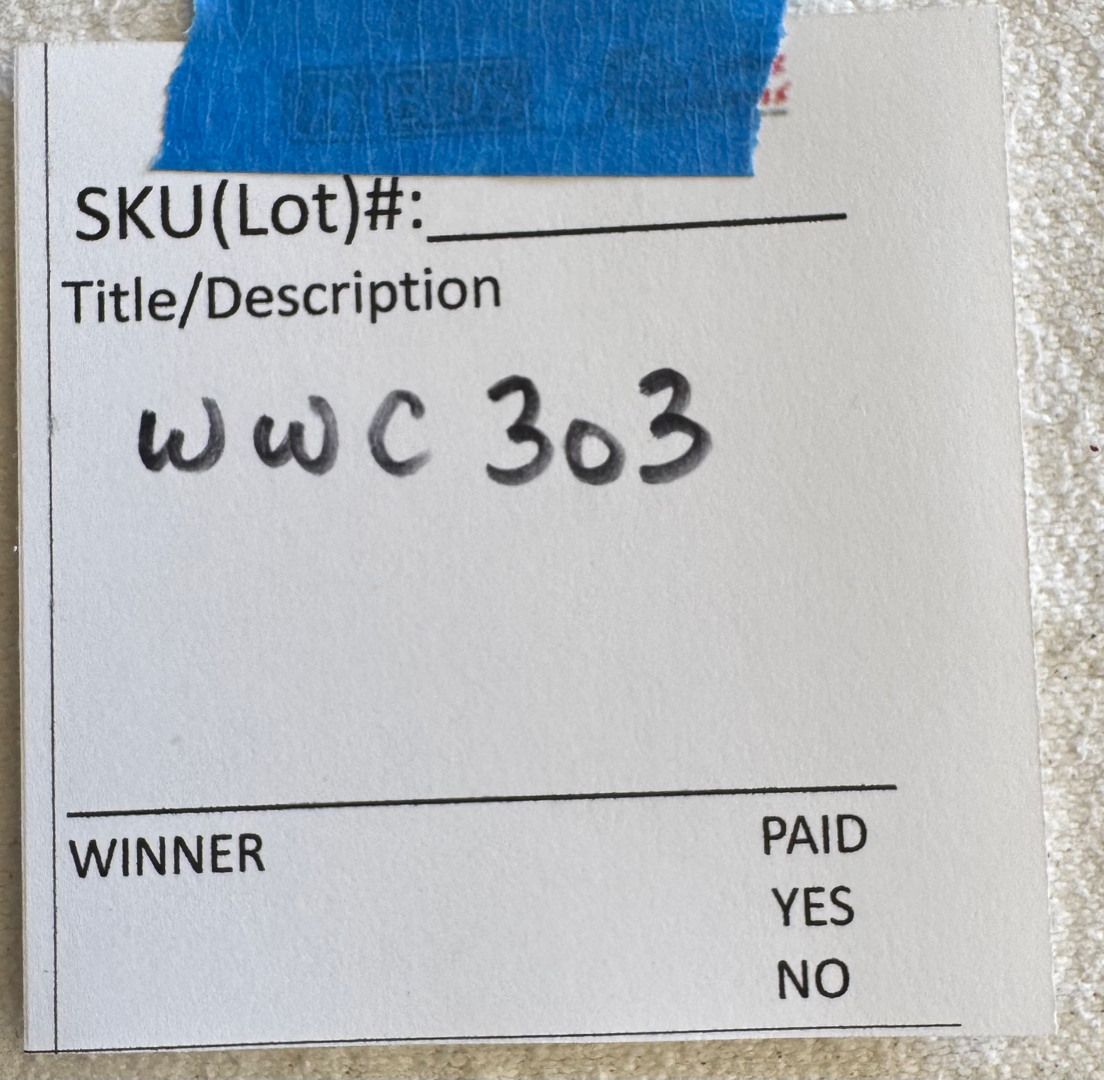 SKU(Lot)#:
Title/Description
WWC 303
WINNER
PAID
YES
NO